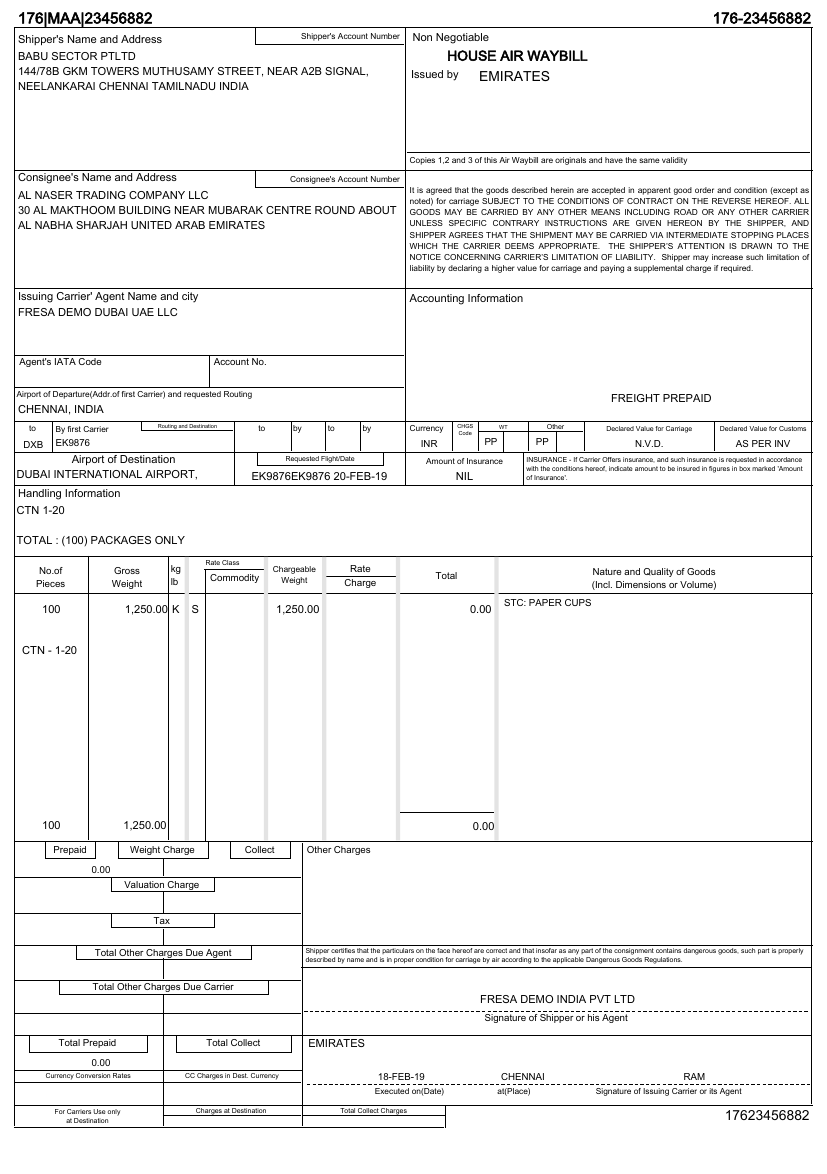 176|MAA|23456882
176-23456882
Shipper's Name and Address
Shipper's Account Number
BABU SECTOR PTLTD
144/78B GKM TOWERS MUTHUSAMY STREET, NEAR A2B SIGNAL,
NEELANKARAI CHENNAI TAMILNADU INDIA
Non Negotiable
HOUSE AIR WAYBILL
Issued by EMIRATES
Copies 1,2 and 3 of this Air Waybill are originals and have the same validity
Consignee's Name and Address
Consignee's Account Number
AL NASER TRADING COMPANY LLC
30 AL MAKTHOOM BUILDING NEAR MUBARAK CENTRE ROUND ABOUT
AL NABHA SHARJAH UNITED ARAB EMIRATES
It is agreed that the goods described herein are accepted in apparent good order and condition (except as
noted) for carriage SUBJECT TO THE CONDITIONS OF CONTRACT ON THE REVERSE HEREOF. ALL
GOODS MAY BE CARRIED BY ANY OTHER MEANS INCLUDING ROAD OR ANY OTHER CARRIER
UNLESS SPECIFIC CONTRARY INSTRUCTIONS ARE GIVEN HEREON BY THE SHIPPER, AND
SHIPPER AGREES THAT THE SHIPMENT MAY BE CARRIED VIA INTERMEDIATE STOPPING PLACES
WHICH THE CARRIER DEEMS APPROPRIATE. THE SHIPPER'S ATTENTION IS DRAWN TO THE
NOTICE CONCERNING CARRIER'S LIMITATION OF LIABILITY. Shipper may increase such limitation of
liability by declaring a higher value for carriage and paying a supplemental charge if required.
Issuing Carrier' Agent Name and city
FRESA DEMO DUBAI UAE LLC
Accounting Information
Agent's IATA Code
Account No.
FREIGHT PREPAID
Airport of Departure(Addr.of first Carrier) and requested Routing
CHENNAI, INDIA
to
DXB
By first Carrier
Routing and Destination
EK9876
to
by
to
by
Currency
INR
CHGS
Code
WT
PP
Other
PP
Declared Value for Carriage
N.V.D.
Declared Value for Customs
AS PER INV
Airport of Destination
DUBAI INTERNATIONAL AIRPORT,
Requested Flight/Date
EK9876EK9876 20-FEB-19
Amount of Insurance
NIL
INSURANCE - If Carrier Offers insurance, and such insurance is requested in accordance
with the conditions hereof, indicate amount to be insured in figures in box marked 'Amount
of Insurance'.
Handling Information
CTN 1-20
TOTAL : (100) PACKAGES ONLY
No.of
Pieces
Gross
Weight
kg
lb
Rate Class
Commodity
Chargeable
Weight
Rate
Charge
Total
Nature and Quality of Goods
(Incl. Dimensions or Volume)
100 1,250.00 K S 1,250.00 0.00 STC: PAPER CUPS
CTN - 1-20
100 1,250.00 0.00
Prepaid
Weight Charge
Collect
0.00
Other Charges
Valuation Charge
Tax
Total Other Charges Due Agent
Shipper certifies that the particulars on the face hereof are correct and that insofar as any part of the consignment contains dangerous goods, such part is properly
described by name and is in proper condition for carriage by air according to the applicable Dangerous Goods Regulations.
Total Other Charges Due Carrier
FRESA DEMO INDIA PVT LTD
Signature of Shipper or his Agent
Total Prepaid
Total Collect
0.00
EMIRATES
Currency Conversion Rates
CC Charges in Dest. Currency
18-FEB-19 CHENNAI RAM
Executed on(Date) at(Place) Signature of Issuing Carrier or its Agent
For Carriers Use only
at Destination
Charges at Destination
Total Collect Charges
17623456882